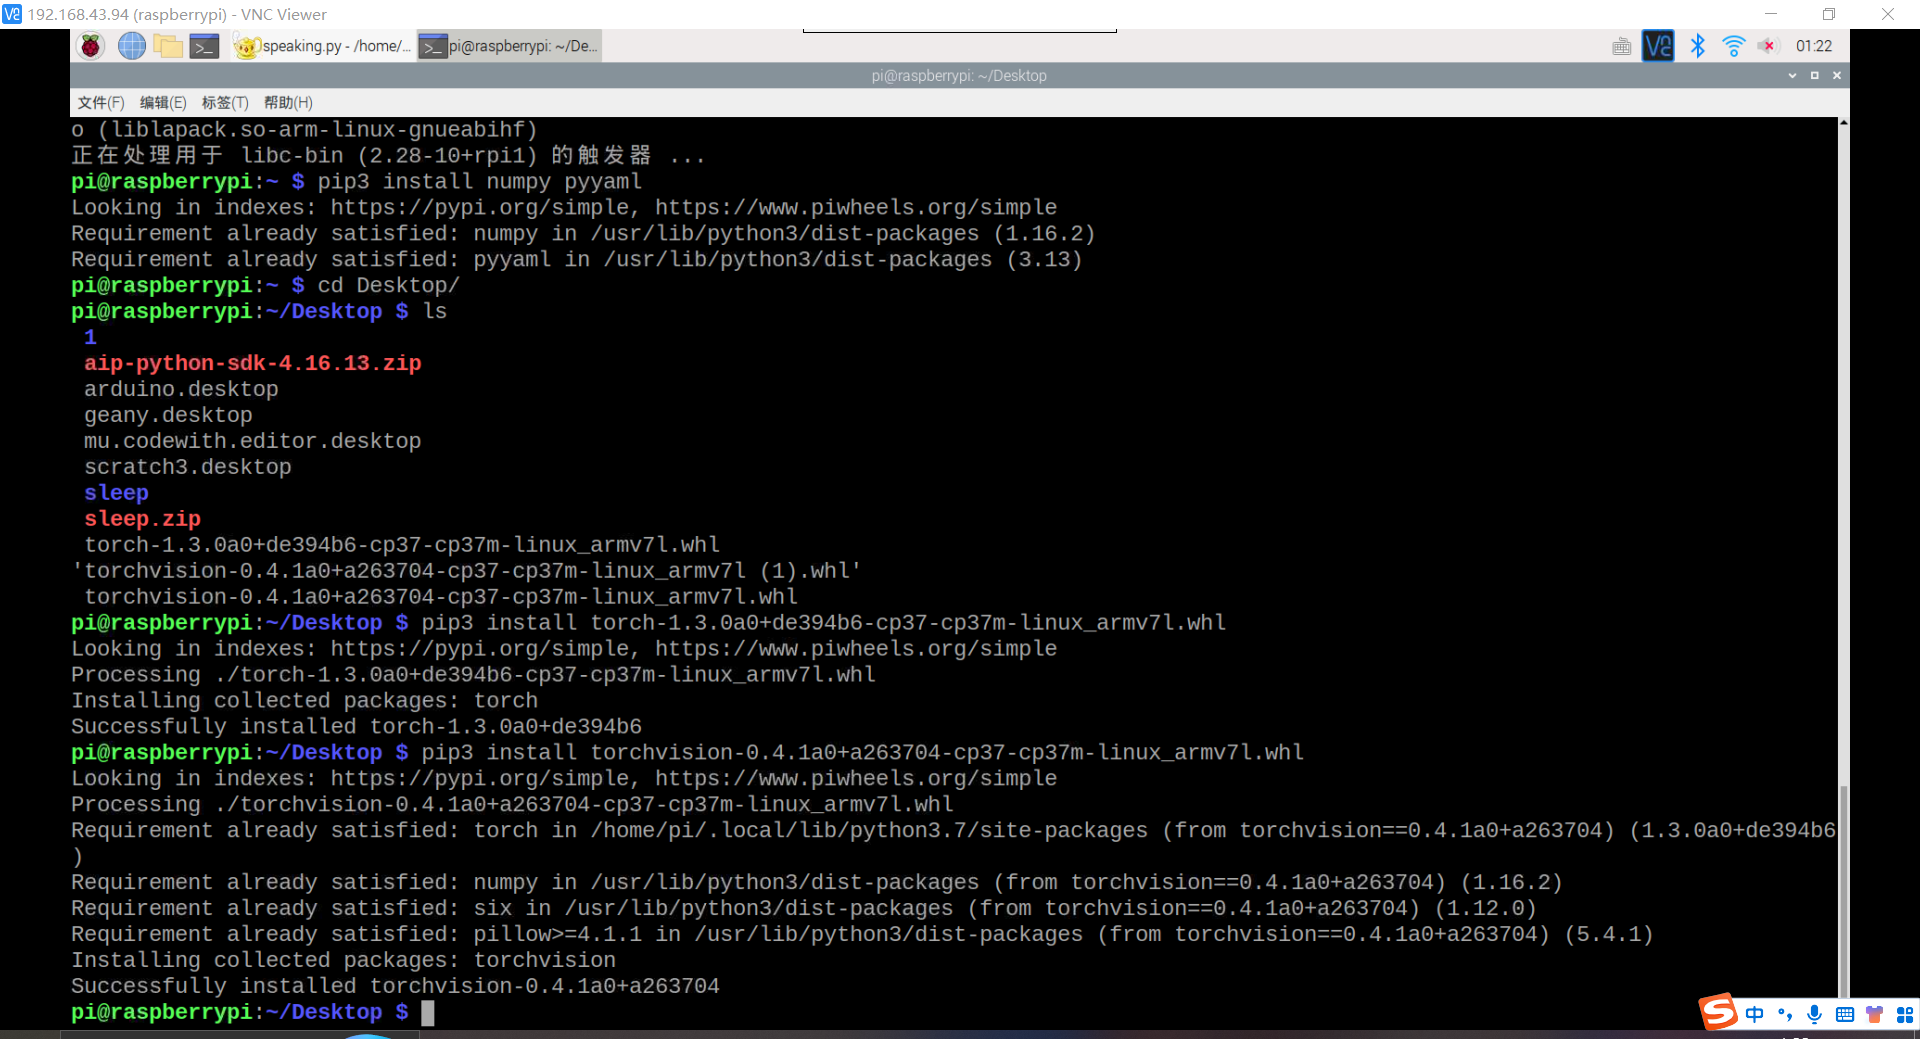 192.168.43.94 (raspberrypi) - VNC Viewer
speaking.py - /home/...
pi@raspberrypi: ~/De...
01:22
pi@raspberrypi: ~/Desktop
文件(F) 编辑(E) 标签(T) 帮助(H)
o (liblapack.so-arm-linux-gnueabihf)
正在处理用于 libc-bin (2.28-10+rpi1) 的触发器 ...
pi@raspberrypi:~ $ pip3 install numpy pyyaml
Looking in indexes: https://pypi.org/simple, https://www.piwheels.org/simple
Requirement already satisfied: numpy in /usr/lib/python3/dist-packages (1.16.2)
Requirement already satisfied: pyyaml in /usr/lib/python3/dist-packages (3.13)
pi@raspberrypi:~ $ cd Desktop/
pi@raspberrypi:~/Desktop $ ls
1
aip-python-sdk-4.16.13.zip
arduino.desktop
geany.desktop
mu.codewith.editor.desktop
scratch3.desktop
sleep
sleep.zip
torch-1.3.0a0+de394b6-cp37-cp37m-linux_armv7l.whl
'torchvision-0.4.1a0+a263704-cp37-cp37m-linux_armv7l (1).whl'
torchvision-0.4.1a0+a263704-cp37-cp37m-linux_armv7l.whl
pi@raspberrypi:~/Desktop $ pip3 install torch-1.3.0a0+de394b6-cp37-cp37m-linux_armv7l.whl
Looking in indexes: https://pypi.org/simple, https://www.piwheels.org/simple
Processing ./torch-1.3.0a0+de394b6-cp37-cp37m-linux_armv7l.whl
Installing collected packages: torch
Successfully installed torch-1.3.0a0+de394b6
pi@raspberrypi:~/Desktop $ pip3 install torchvision-0.4.1a0+a263704-cp37-cp37m-linux_armv7l.whl
Looking in indexes: https://pypi.org/simple, https://www.piwheels.org/simple
Processing ./torchvision-0.4.1a0+a263704-cp37-cp37m-linux_armv7l.whl
Requirement already satisfied: torch in /home/pi/.local/lib/python3.7/site-packages (from torchvision==0.4.1a0+a263704) (1.3.0a0+de394b6
)
Requirement already satisfied: numpy in /usr/lib/python3/dist-packages (from torchvision==0.4.1a0+a263704) (1.16.2)
Requirement already satisfied: six in /usr/lib/python3/dist-packages (from torchvision==0.4.1a0+a263704) (1.12.0)
Requirement already satisfied: pillow>=4.1.1 in /usr/lib/python3/dist-packages (from torchvision==0.4.1a0+a263704) (5.4.1)
Installing collected packages: torchvision
Successfully installed torchvision-0.4.1a0+a263704
pi@raspberrypi:~/Desktop $
中